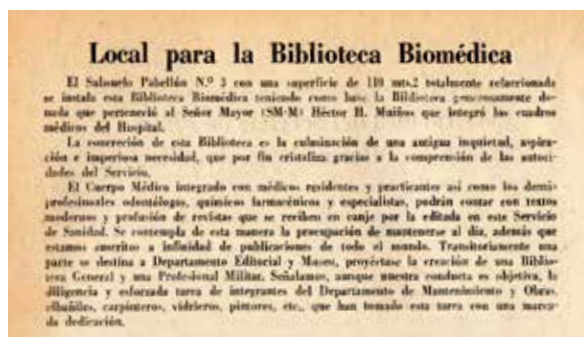 Local para la Biblioteca Biomédica
El Subsuelo Pabellón N.º 3 con una superficie de 110 mts.2 totalmente refaccionada
se instala esta Biblioteca Biomédica teniendo como base la Biblioteca generosamente do-
nada que perteneció al Señor Mayor (SM-M) Héctor H. Muiños que integró los cuadros
médicos del Hospital.
La concreción de esta Biblioteca es la culminación de una antigua inquietud, aspira-
ción e imperiosa necesidad, que por fin cristaliza gracias a la comprensión de las autori-
dades del Servicio.
El Cuerpo Médico integrado con médicos residentes y practicantes así como los demás
profesionales odontólogos, químicos farmacéuticos y especialistas, podrán contar con textos
modernos y profusión de revistas que se reciben en canje por la editada en este Servicio
de Sanidad. Se contempla de esta manera la preocupación de mantenerse al día, además que
estamos suscritos a infinidad de publicaciones de todo el mundo. Transitoriamente una
parte se destina a Departamento Editorial y Museo, proyéctase la creación de una Biblio-
teca General y una Profesional Militar. Señalamos, aunque nuestra conducta es objetiva, la
diligencia y esforzada tarea de integrantes del Departamento de Mantenimiento y Obras,
albañiles, carpinteros, vidrieros, pintores, etc., que han tomado esta tarea con una marca-
da dedicación.